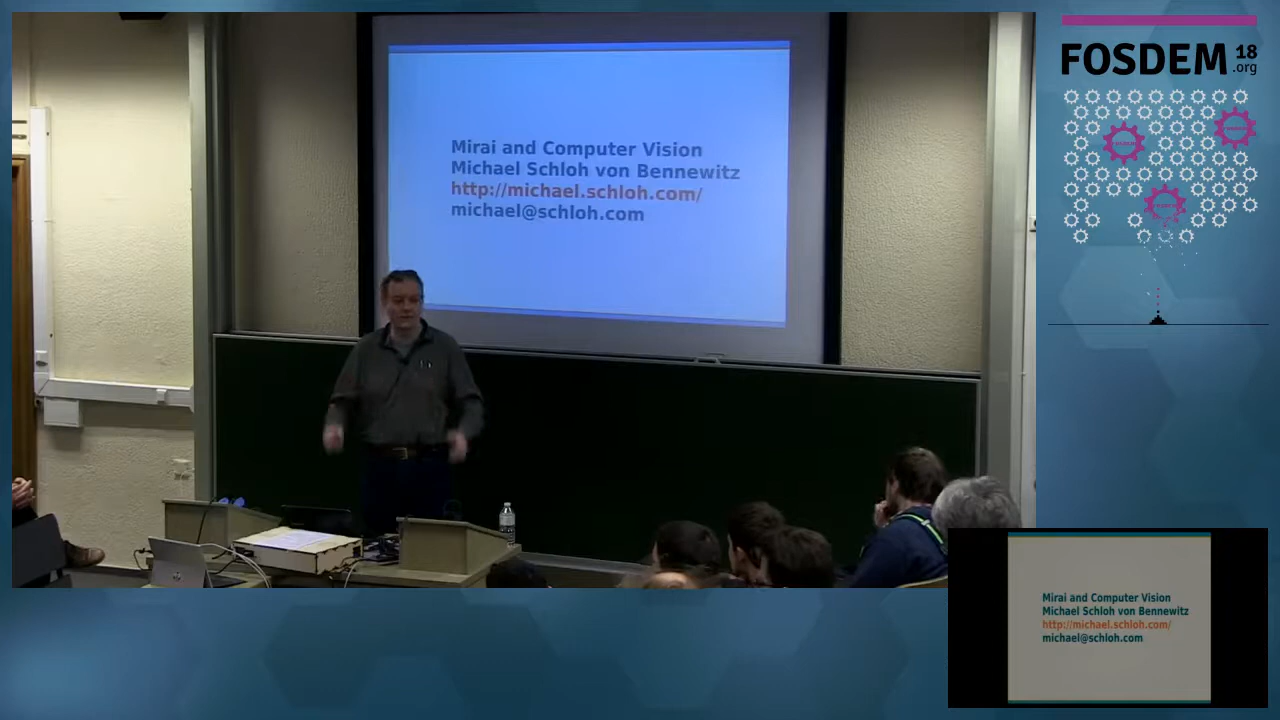 Mirai and Computer Vision
Michael Schloh von Bennewitz
http://michael.schloh.com/
michael@schloh.com
FOSDEM 18
.org
Mirai and Computer Vision
Michael Schloh von Bennewitz
http://michael.schloh.com/
michael@schloh.com